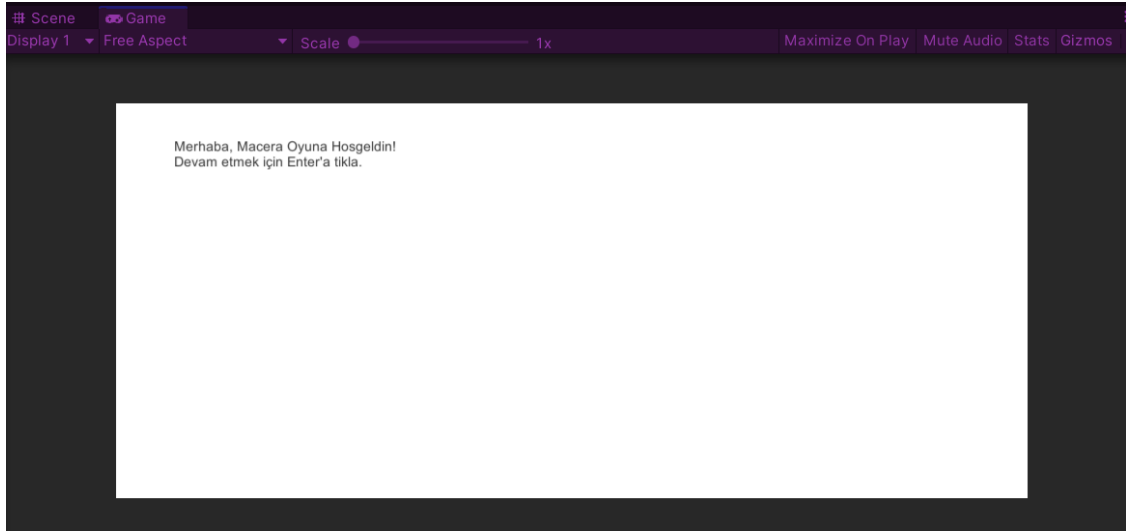 Scene Game
Display 1 Free Aspect Scale 1x Maximize On Play Mute Audio Stats Gizmos
Merhaba, Macera Oyuna Hosgeldin!
Devam etmek için Enter'a tikla.